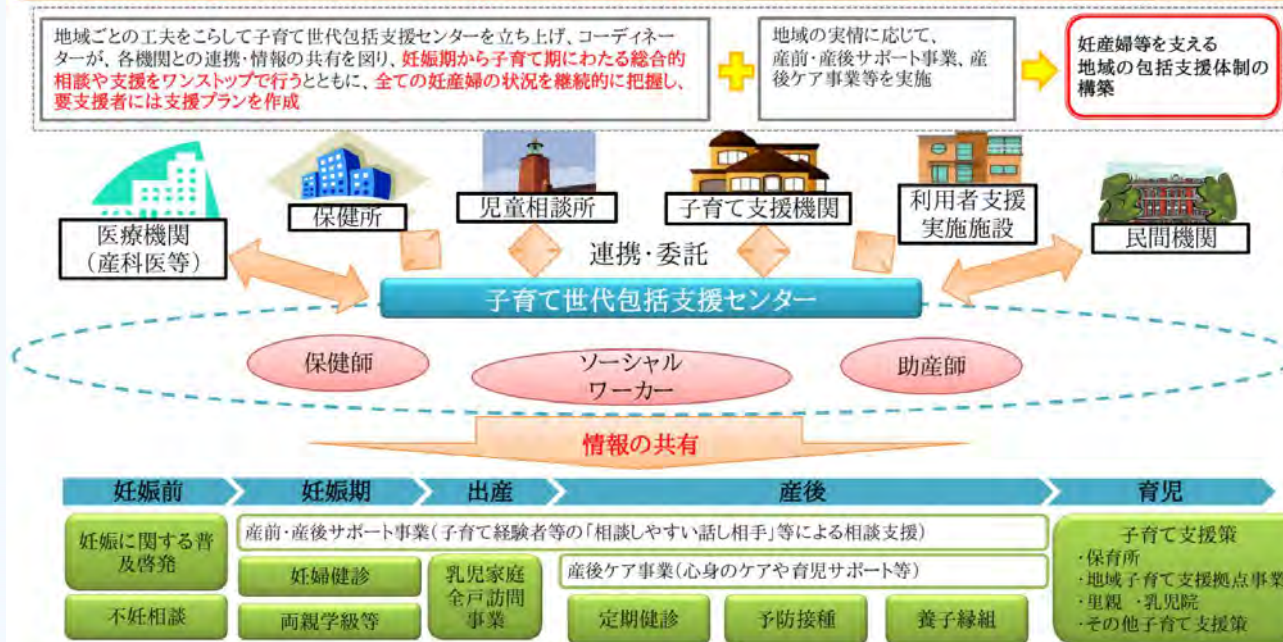 地域ごとの工夫をこらして子育て世代包括支援センターを立ち上げ、コーディネー
ターが、各機関との連携・情報の共有を図り、妊娠期から子育て期にわたる総合的
相談や支援をワンストップで行うとともに、全ての妊産婦の状況を継続的に把握し、
要支援者には支援プランを作成
地域の実情に応じて、
産前・産後サポート事業、産
後ケア事業等を実施
妊産婦等を支える
地域の包括支援体制の
構築
医療機関
(産科医等)
保健所
児童相談所
子育て支援機関
利用者支援
実施施設
民間機関
連携・委託
子育て世代包括支援センター
保健師
ソーシャル
ワーカー
助産師
情報の共有
妊娠前
妊娠期
出産
産後
育児
妊娠に関する普
及啓発
不妊相談
産前・産後サポート事業(子育て経験者等の「相談しやすい話し相手」等による相談支援)
妊婦健診
両親学級等
乳児家庭
全戸訪問
事業
産後ケア事業(心身のケアや育児サポート等)
定期健診
予防接種
養子縁組
子育て支援策
・保育所
・地域子育て支援拠点事業
・里親 ・乳児院
・その他子育て支援策